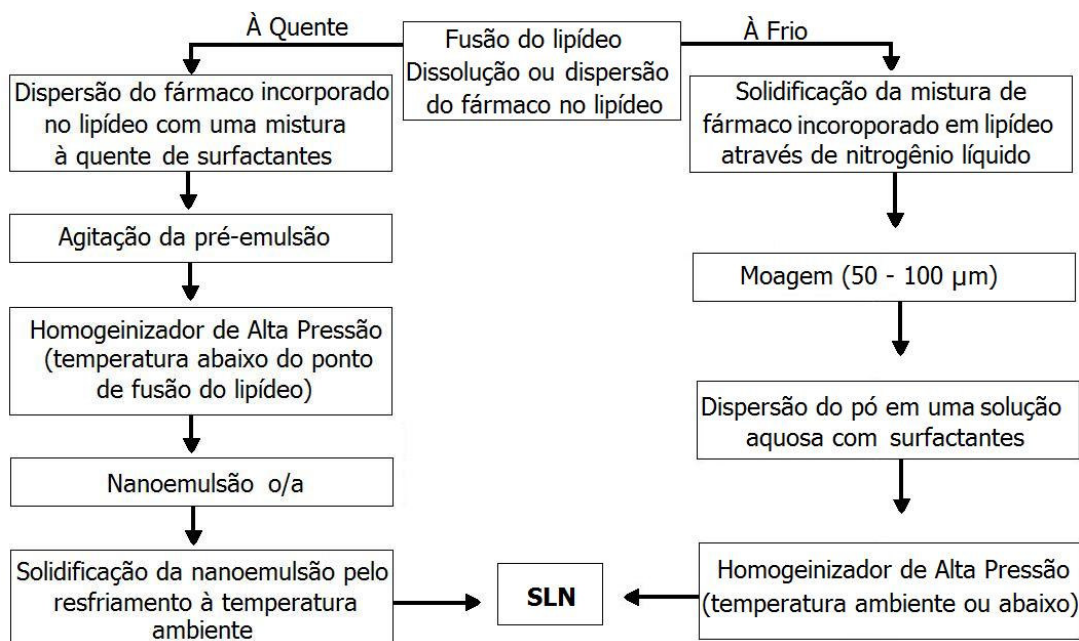 À Quente
Fusão do lipídeo
Dissolução ou dispersão
do fármaco no lipídeo
À Frio
Dispersão do fármaco incorporado
no lipídeo com uma mistura
à quente de surfactantes
Agitação da pré-emulsão
Homogeinizador de Alta Pressão
(temperatura abaixo do ponto
de fusão do lipídeo)
Nanoemulsão o/a
Solidificação da nanoemulsão pelo
resfriamento à temperatura
ambiente
Solidificação da mistura de
fármaco incoroporado em lipídeo
através de nitrogênio líquido
Moagem (50 - 100 µm)
Dispersão do pó em uma solução
aquosa com surfactantes
Homogeinizador de Alta Pressão
(temperatura ambiente ou abaixo)
SLN